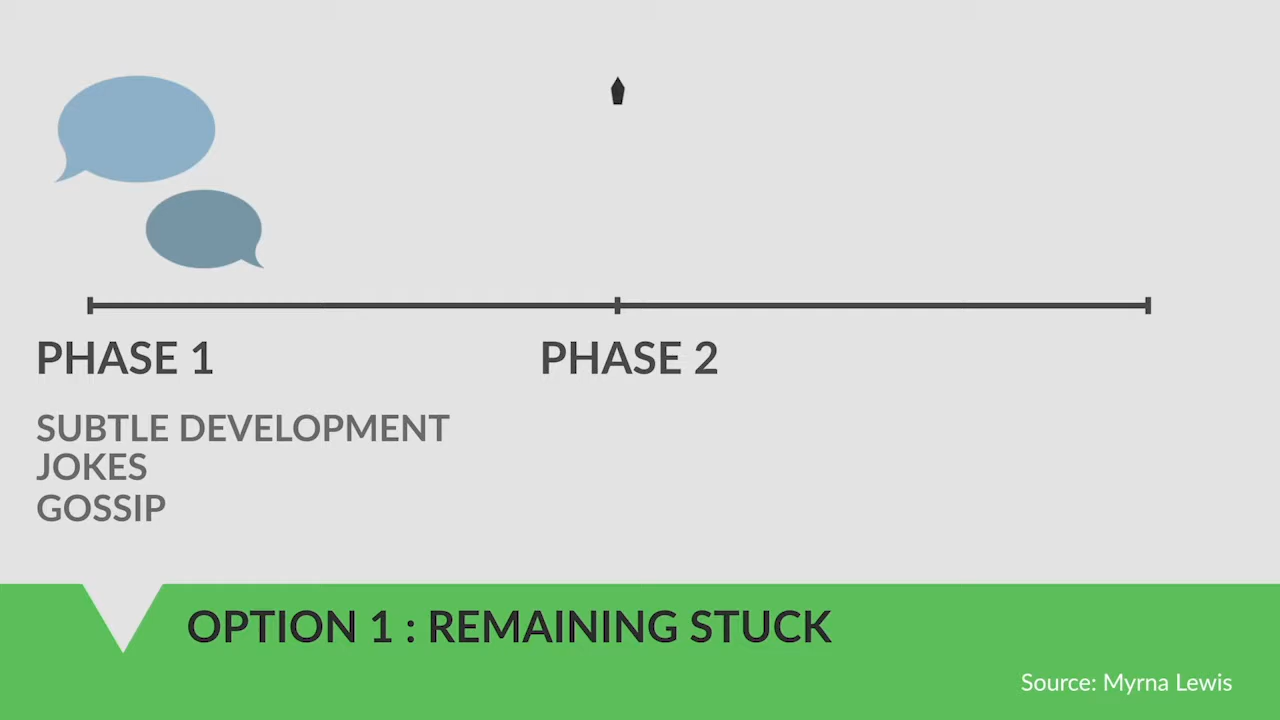 PHASE 1
PHASE 2
SUBTLE DEVELOPMENT
JOKES
GOSSIP
OPTION 1 : REMAINING STUCK
Source: Myrna Lewis